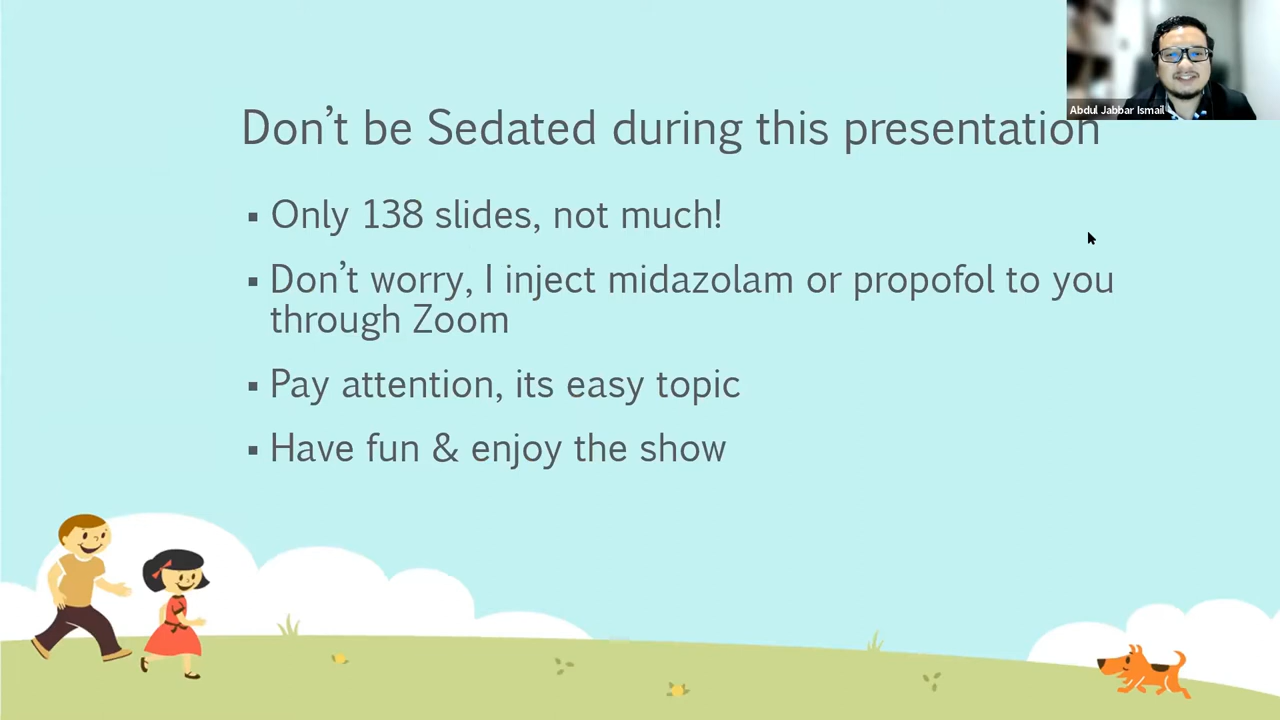 Abdul Jabbar Ismail
Don't be Sedated during this presentation
▪ Only 138 slides, not much!
▪ Don't worry, I inject midazolam or propofol to you
through Zoom
▪ Pay attention, its easy topic
▪ Have fun & enjoy the show